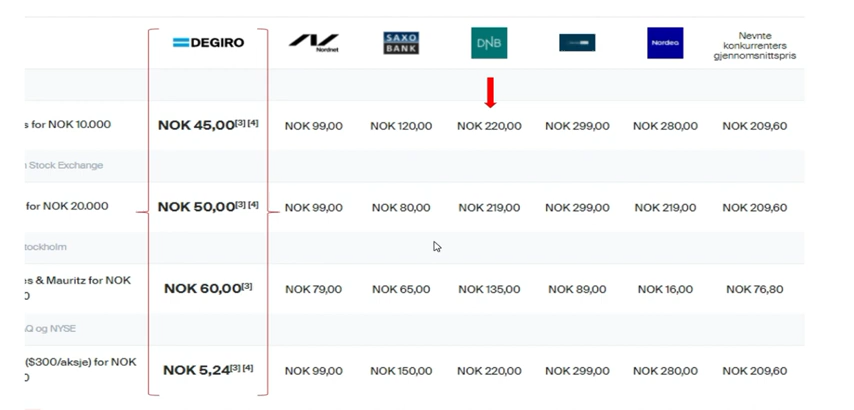 DEGIRO
Nordnet
SAXO
BANK
DNB
Nordea
Nevnte
konkurrenters
gjennomsnittspris
s for NOK 10.000 NOK 45,00[3] [4] NOK 99,00 NOK 120,00 NOK 220,00 NOK 299,00 NOK 280,00 NOK 209,60
Stock Exchange
for NOK 20.000 NOK 50,00[3] [4] NOK 99,00 NOK 80,00 NOK 219,00 NOK 299,00 NOK 219,00 NOK 209,60
tockholm
s & Mauritz for NOK
0 NOK 60,00[3] NOK 79,00 NOK 65,00 NOK 135,00 NOK 89,00 NOK 16,00 NOK 76,80
Q og NYSE
($300/aksje) for NOK
0 NOK 5,24[3] [4] NOK 99,00 NOK 150,00 NOK 220,00 NOK 299,00 NOK 280,00 NOK 209,60